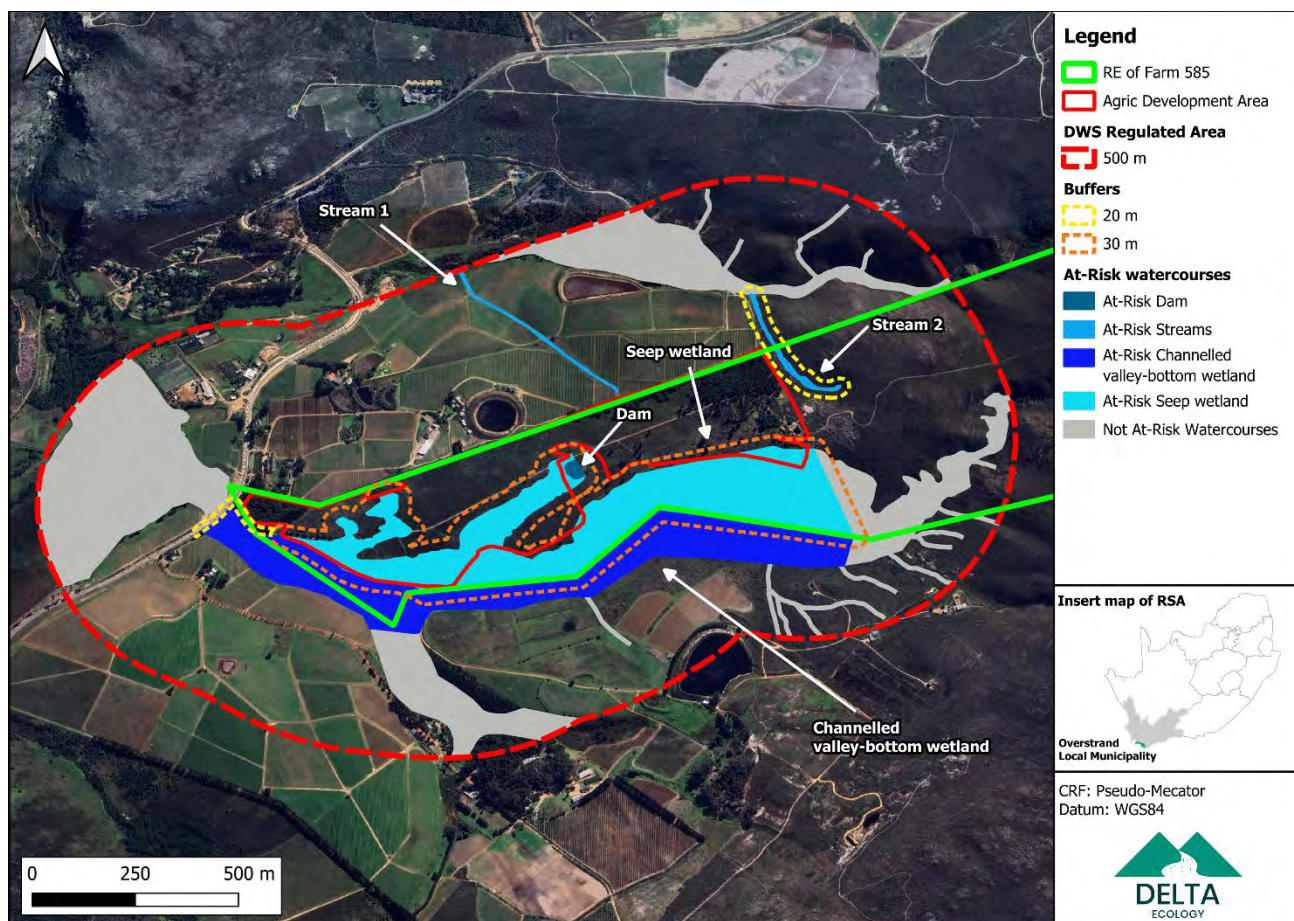 Stream 1
Stream 2
Seep wetland
Dam
Channelled
valley-bottom wetland
0 250 500 m
Legend
RE of Farm 585
Agric Development Area
DWS Regulated Area
500 m
Buffers
20 m
30 m
At-Risk watercourses
At-Risk Dam
At-Risk Streams
At-Risk Channelled
valley-bottom wetland
At-Risk Seep wetland
Not At-Risk Watercourses
Insert map of RSA
Overstrand
Local Municipality
CRF: Pseudo-Mecator
Datum: WGS84
DELTA
ECOLOGY